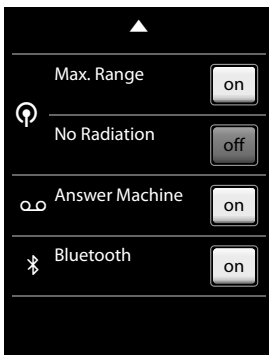 Max. Range
on
No Radiation
off
Answer Machine
on
Bluetooth
on